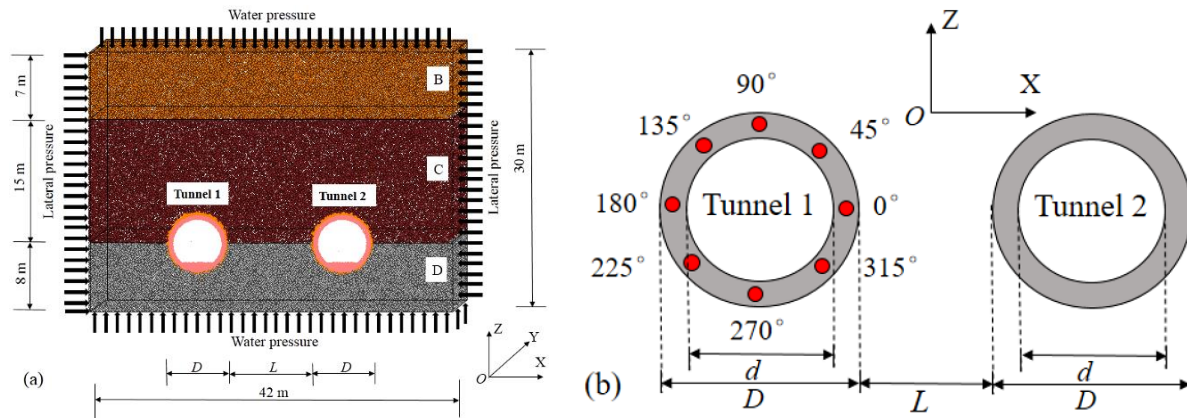 Water pressure
7 m
15 m
8 m
Lateral pressure
B
C
D
Tunnel 1
Tunnel 2
Lateral pressure
30 m
Water pressure
D
L
D
Z
Y
X
O
(a)
42 m
Z
X
O
90°
135°
45°
180°
Tunnel 1
0°
Tunnel 2
225°
315°
270°
d
D
L
d
D
(b)